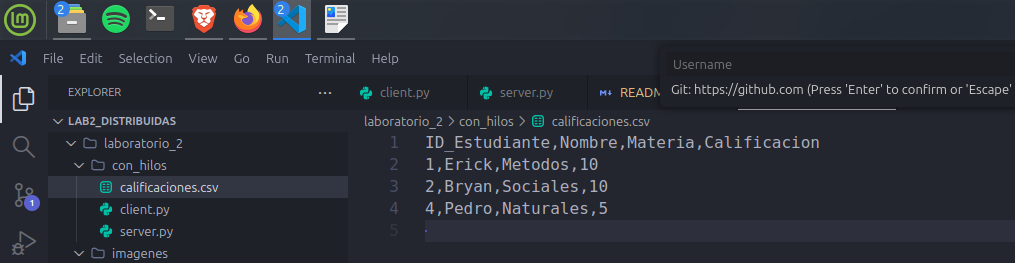 2
2
File Edit Selection View Go Run Terminal Help
Username
Git: https://github.com (Press 'Enter' to confirm or 'Escape'
EXPLORER ...
client.py server.py READ
LAB2_DISTRIBUIDAS
laboratorio_2
con_hilos
calificaciones.csv
client.py
server.py
imagenes
1
laboratorio_2 > con_hilos > calificaciones.csv
1 ID_Estudiante,Nombre,Materia,Calificacion
2 1,Erick,Metodos,10
3 2,Bryan,Sociales,10
4 4,Pedro,Naturales,5
5